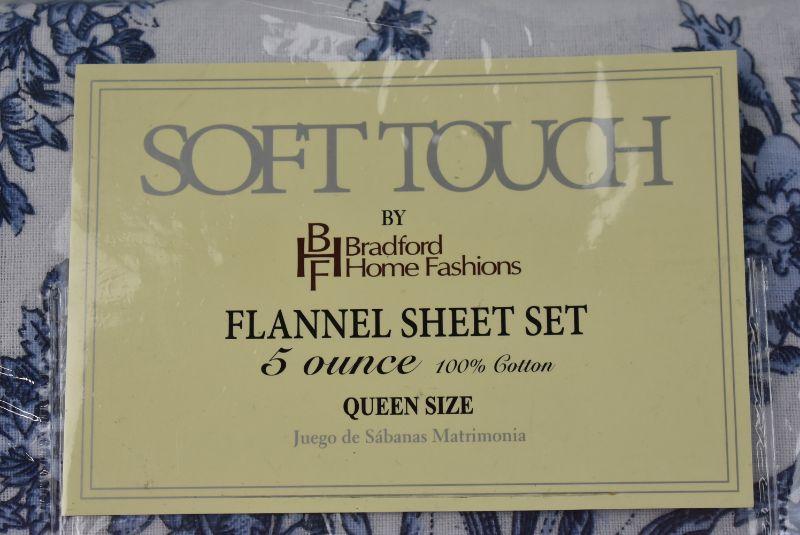 SOFT TOUCH
BY
BHF Bradford
Home Fashions
FLANNEL SHEET SET
5 ounce 100% Cotton
QUEEN SIZE
Juego de Sábanas Matrimonia